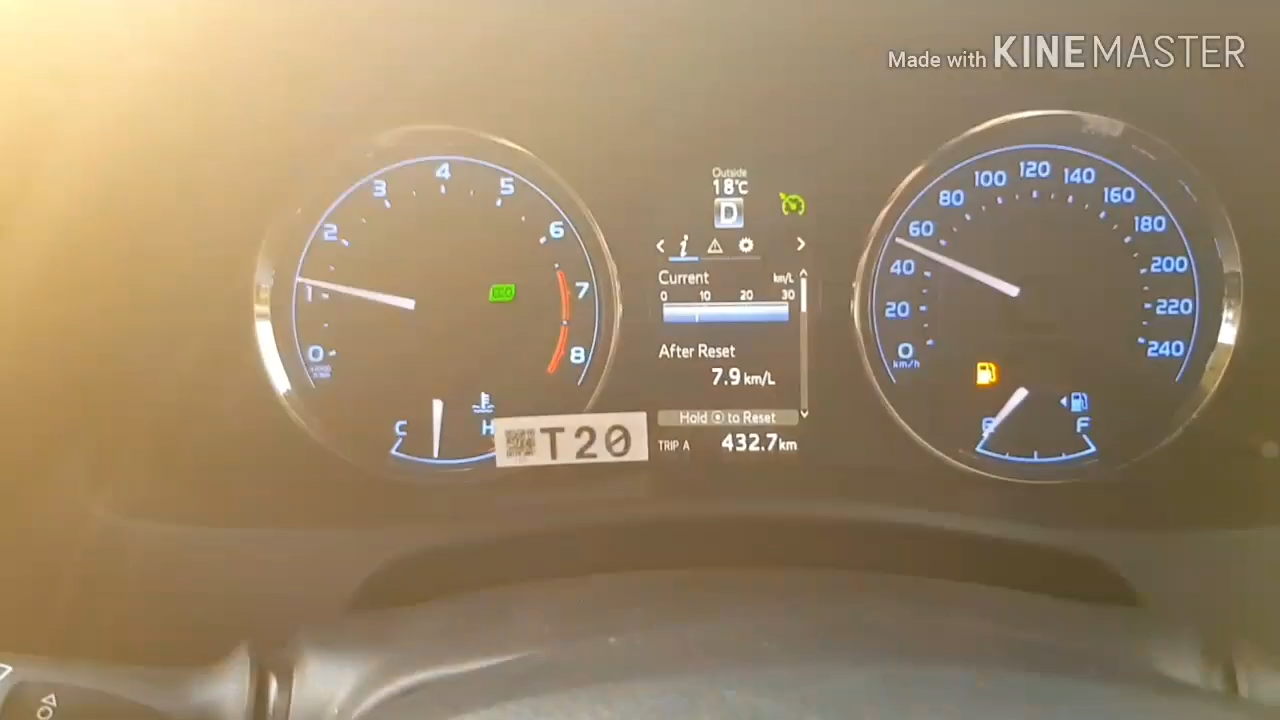 Made with KINEMASTER
0
1
2
3
4
5
6
7
8
ECO
C
H
T20
Outside
18°C
D
Current km/L
0 10 20 30
After Reset
7.9 km/L
Hold to Reset
TRIP A 432.7 km
0
20
40
60
80
100
120
140
160
180
200
220
240
km/h
E
F